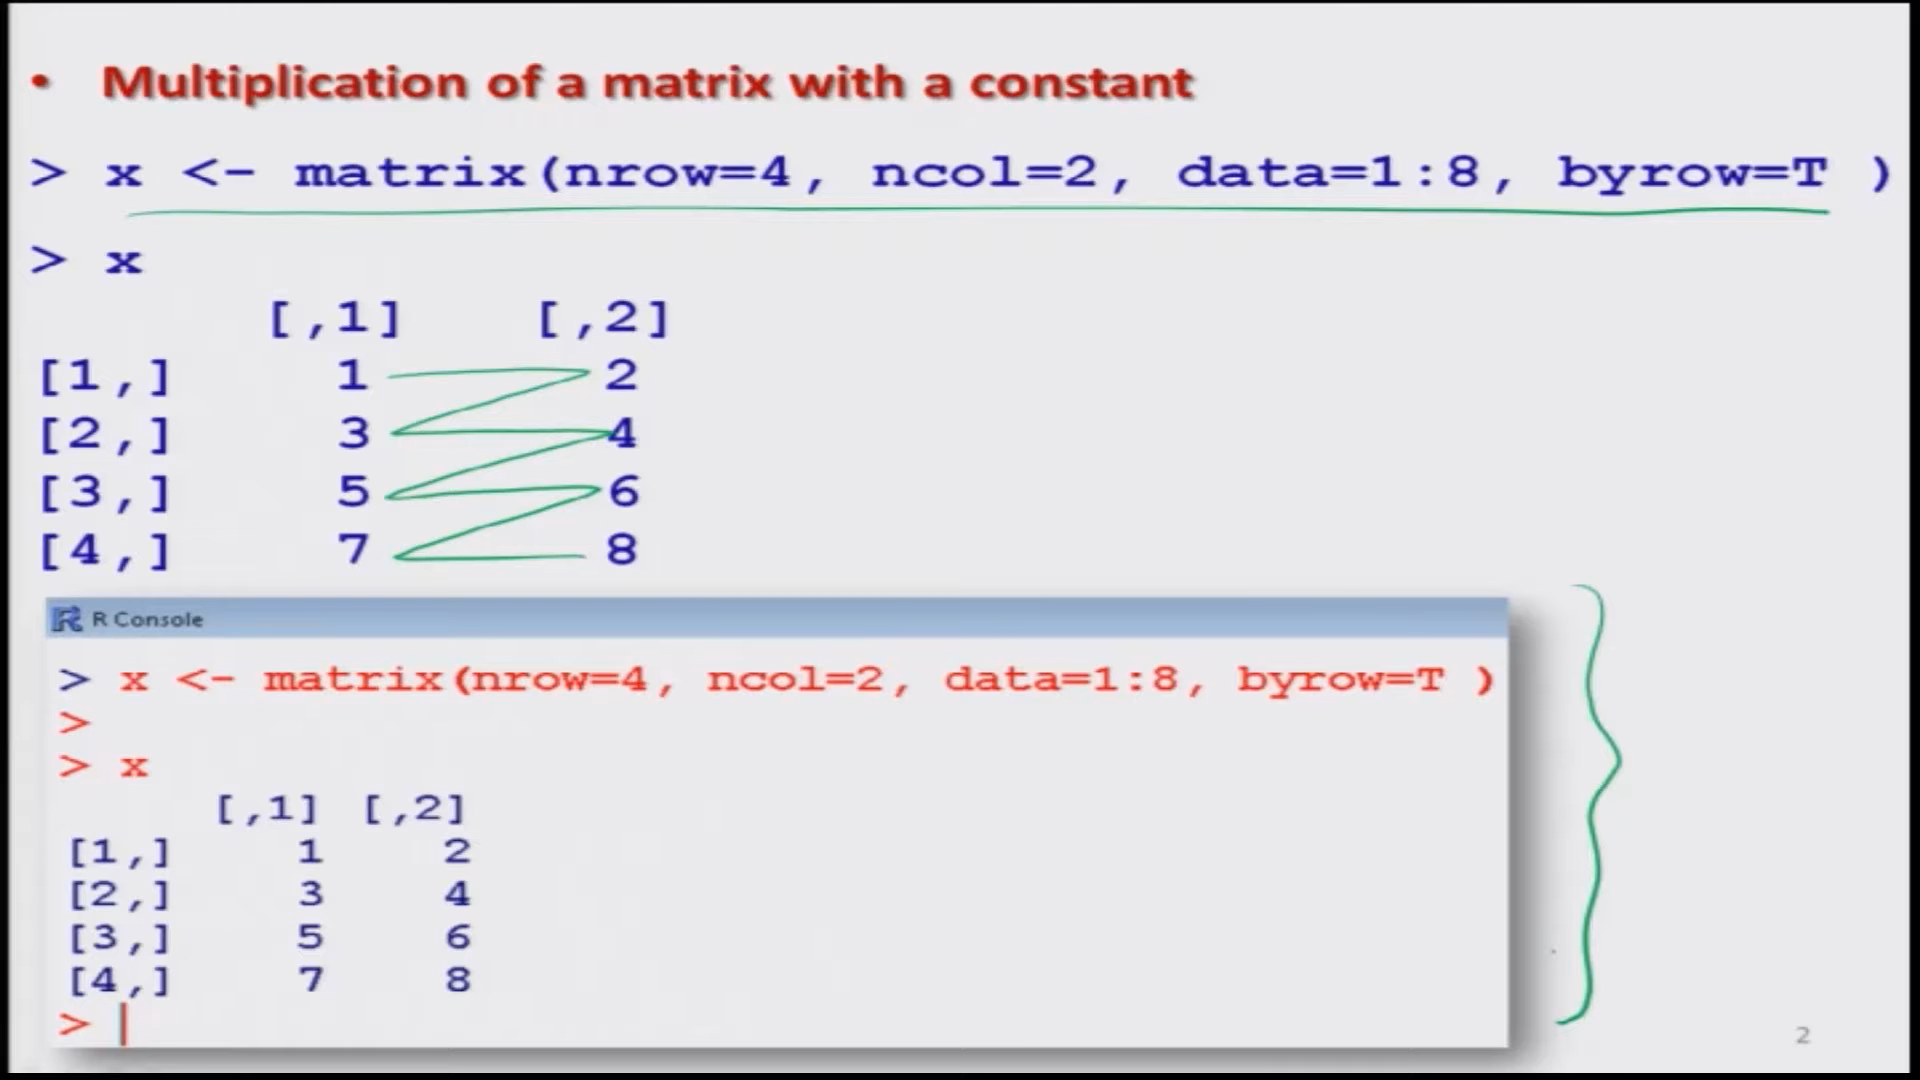 • Multiplication of a matrix with a constant
> x <- matrix(nrow=4, ncol=2, data=1:8, byrow=T )
> x
[,1] [,2]
[1,] 1 2
[2,] 3 4
[3,] 5 6
[4,] 7 8
R Console
> x <- matrix(nrow=4, ncol=2, data=1:8, byrow=T )
>
> x
[,1] [,2]
[1,] 1 2
[2,] 3 4
[3,] 5 6
[4,] 7 8
>
2